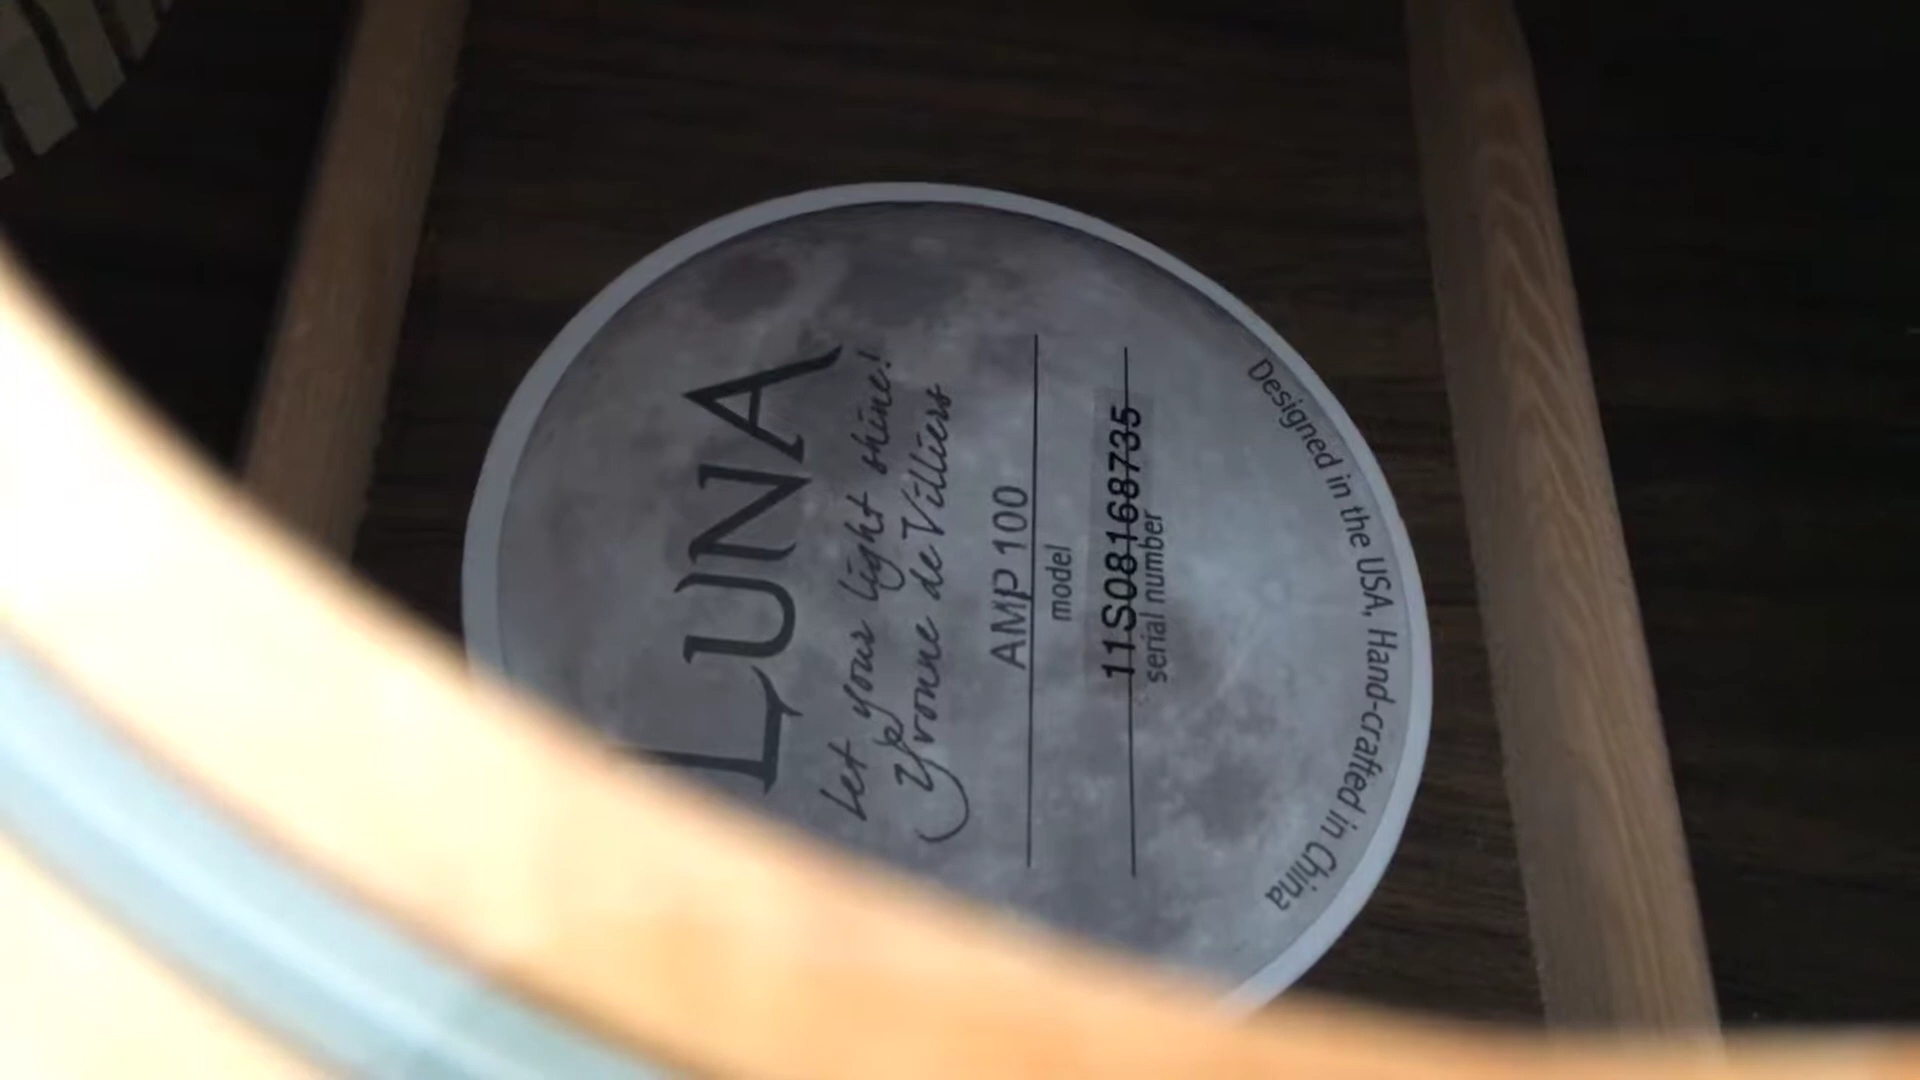 LUNA
Let your light shine!
Yvonne de Villiers
AMP 100
model
11S08168735
serial number
Designed in the USA, Hand-crafted in China